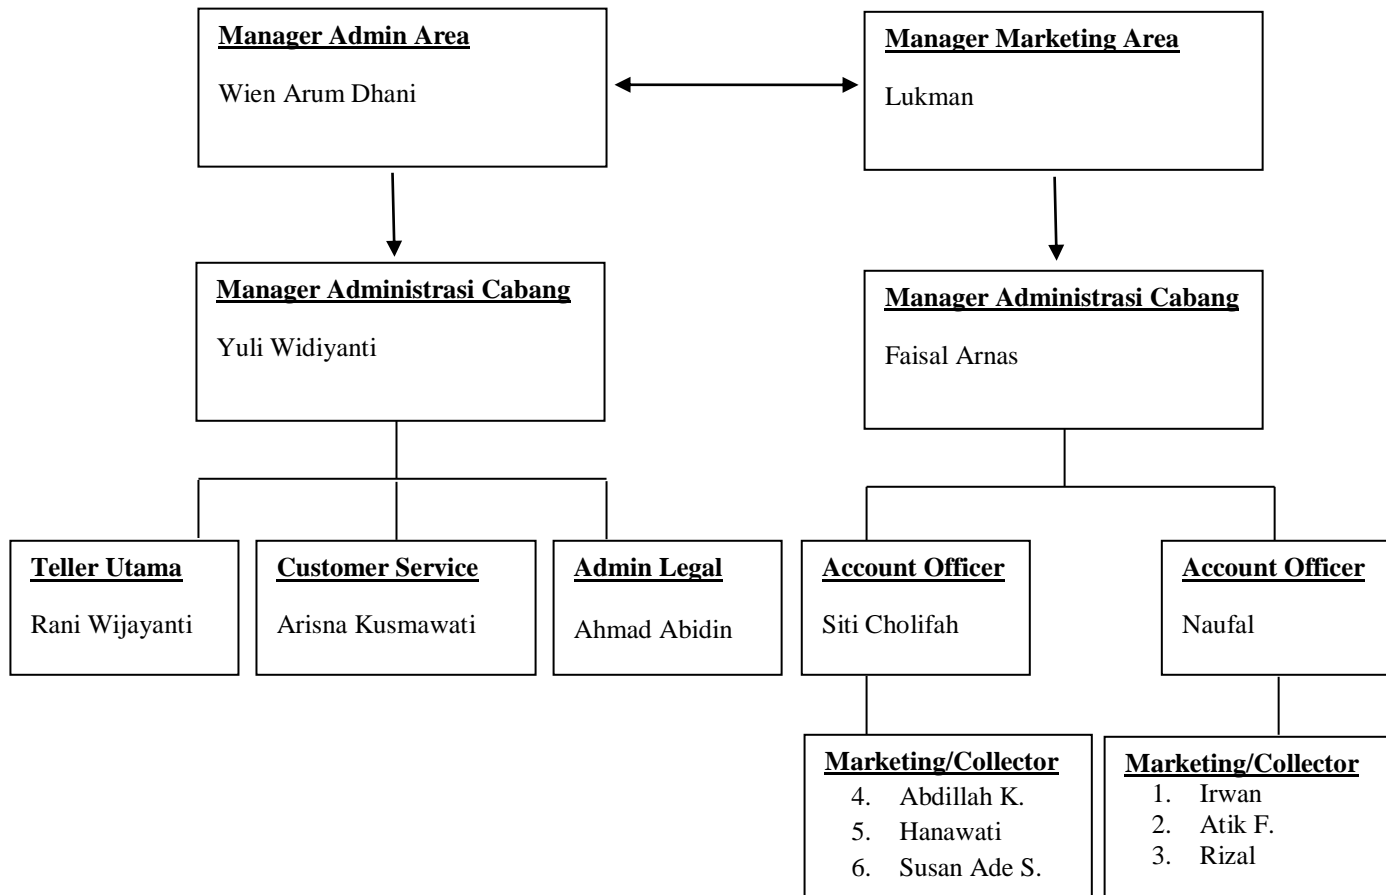 Manager Admin Area
Wien Arum Dhani
Manager Marketing Area
Lukman
Manager Administrasi Cabang
Yuli Widiyanti
Manager Administrasi Cabang
Faisal Arnas
Teller Utama
Rani Wijayanti
Customer Service
Arisna Kusmawati
Admin Legal
Ahmad Abidin
Account Officer
Siti Cholifah
Account Officer
Naufal
Marketing/Collector
4. Abdillah K.
5. Hanawati
6. Susan Ade S.
Marketing/Collector
1. Irwan
2. Atik F.
3. Rizal